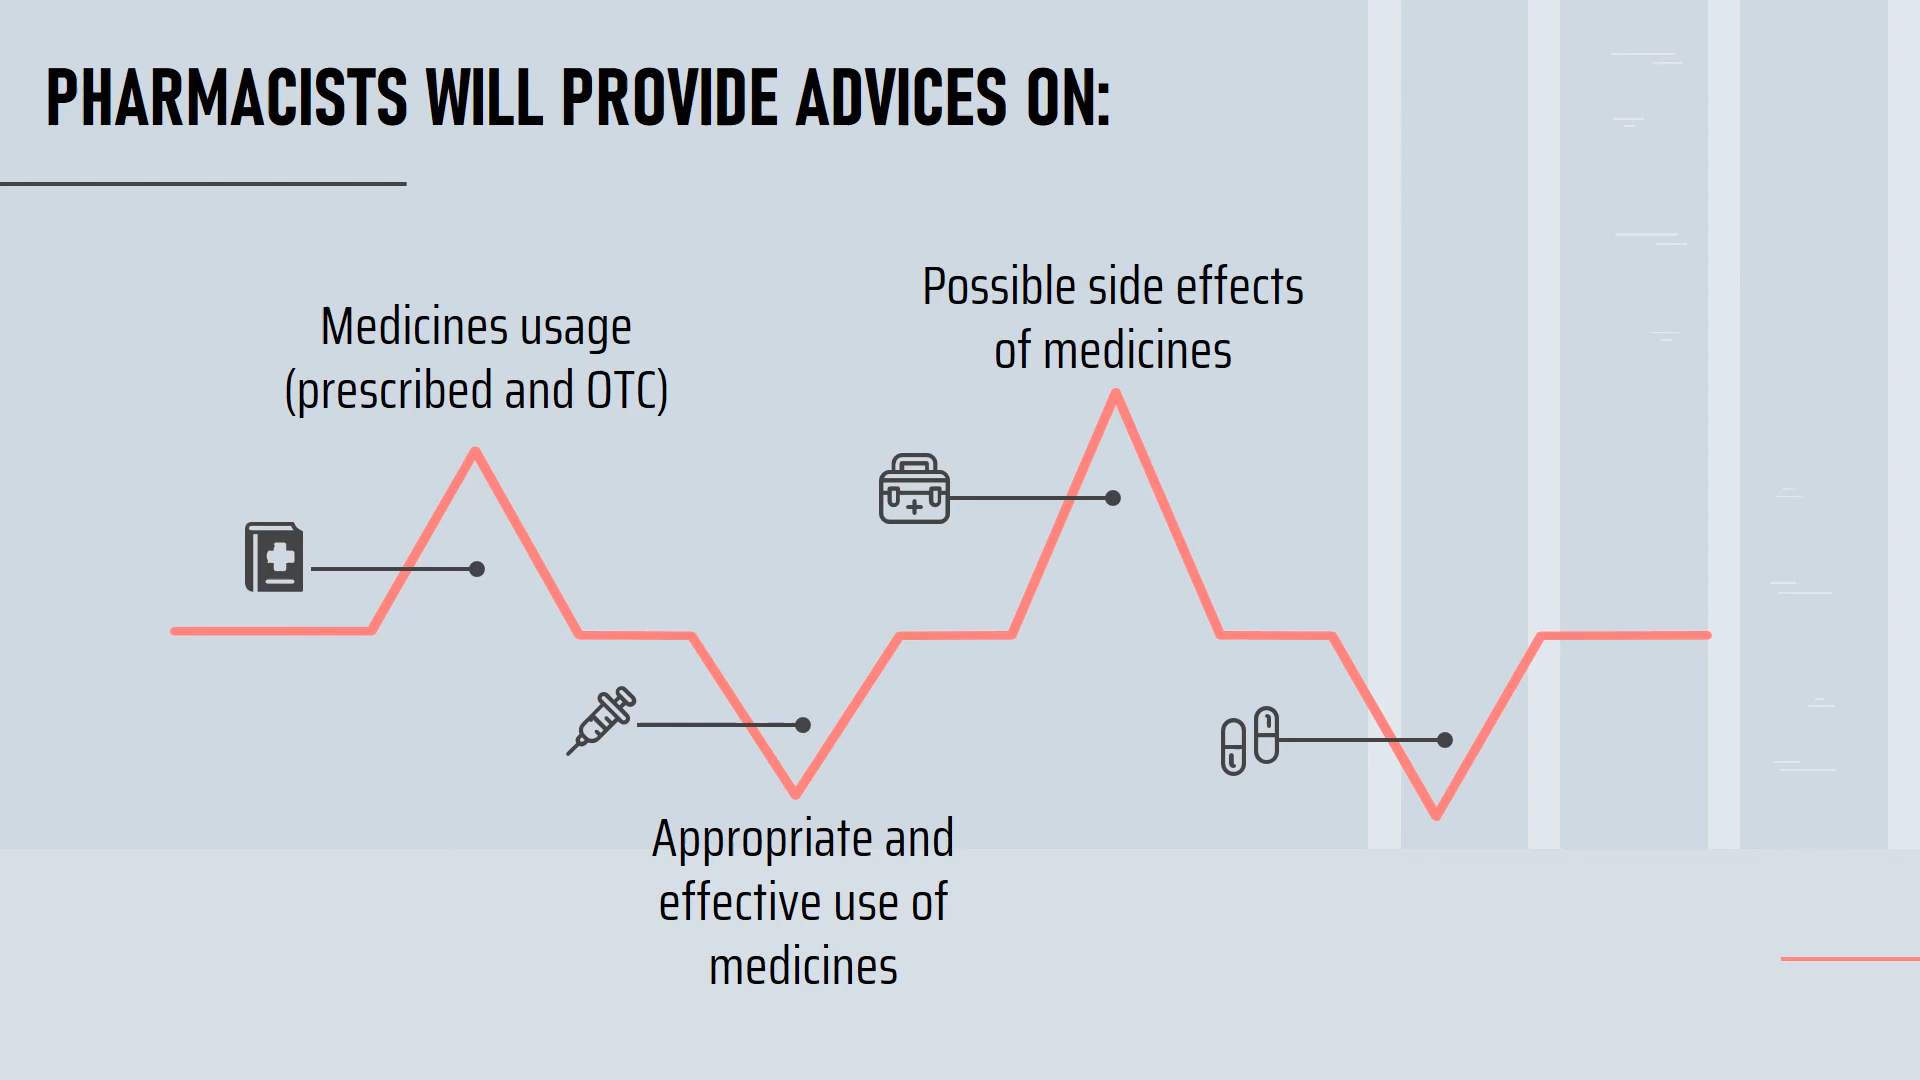 PHARMACISTS WILL PROVIDE ADVICES ON:
Medicines usage
(prescribed and OTC)
Possible side effects
of medicines
Appropriate and
effective use of
medicines